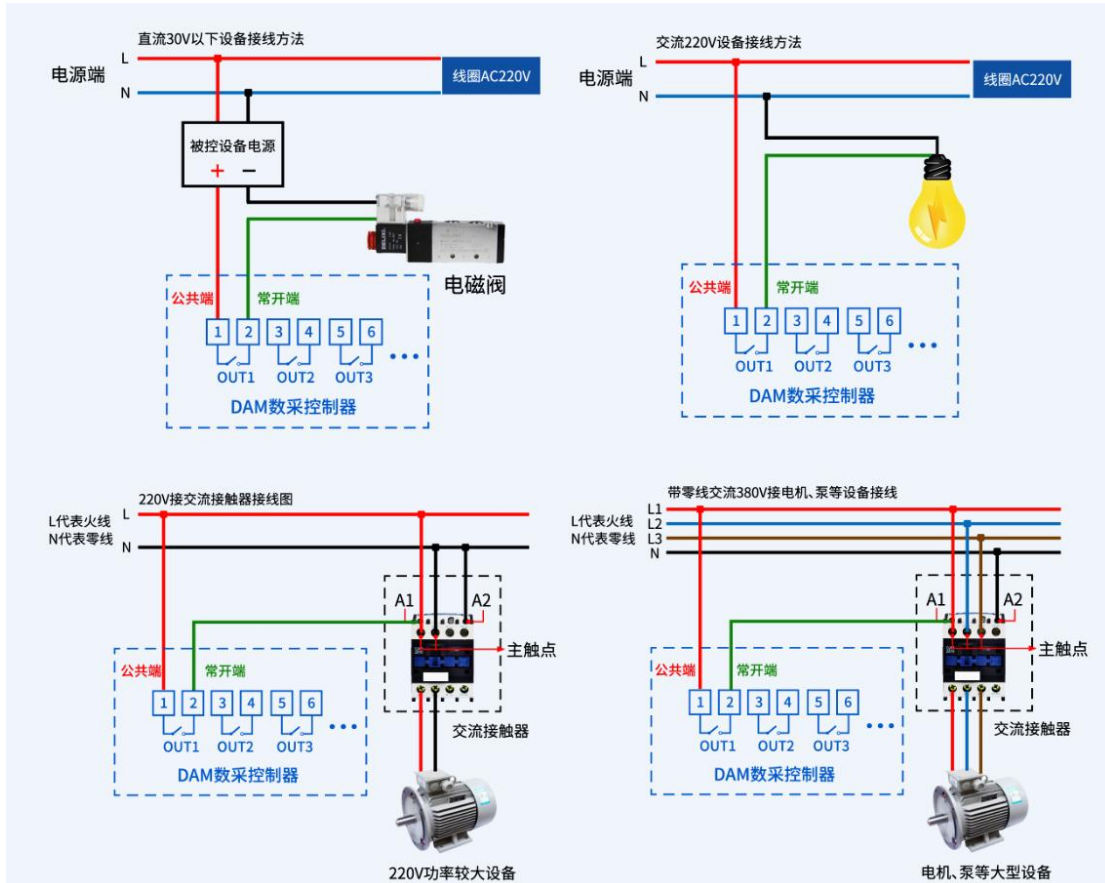 直流30V以下设备接线方法
L
电源端
N
线圈AC220V
被控设备电源
+ −
电磁阀
公共端 常开端
1 2 3 4 5 6
OUT1 OUT2 OUT3
DAM数采控制器
交流220V设备接线方法
L
电源端
N
线圈AC220V
公共端 常开端
1 2 3 4 5 6
OUT1 OUT2 OUT3
DAM数采控制器
220V接交流接触器接线图
L
L代表火线
N代表零线
N
A1 A2
主触点
公共端 常开端
1 2 3 4 5 6
OUT1 OUT2 OUT3
DAM数采控制器
交流接触器
220V功率较大设备
带零线交流380V接电机、泵等设备接线
L1
L代表火线 L2
N代表零线 L3
N
A1 A2
主触点
公共端 常开端
1 2 3 4 5 6
OUT1 OUT2 OUT3
DAM数采控制器
交流接触器
电机、泵等大型设备